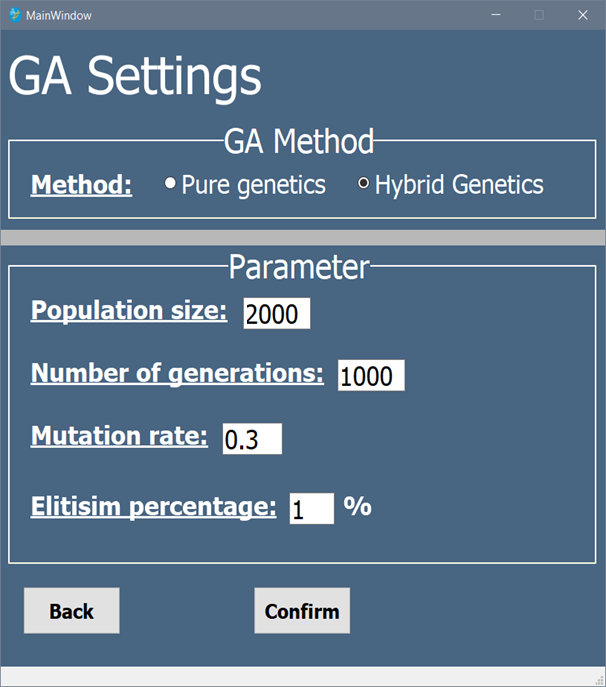 MainWindow
GA Settings
GA Method
Method: Pure genetics Hybrid Genetics
Parameter
Population size: 2000
Number of generations: 1000
Mutation rate: 0.3
Elitisim percentage: 1 %
Back Confirm